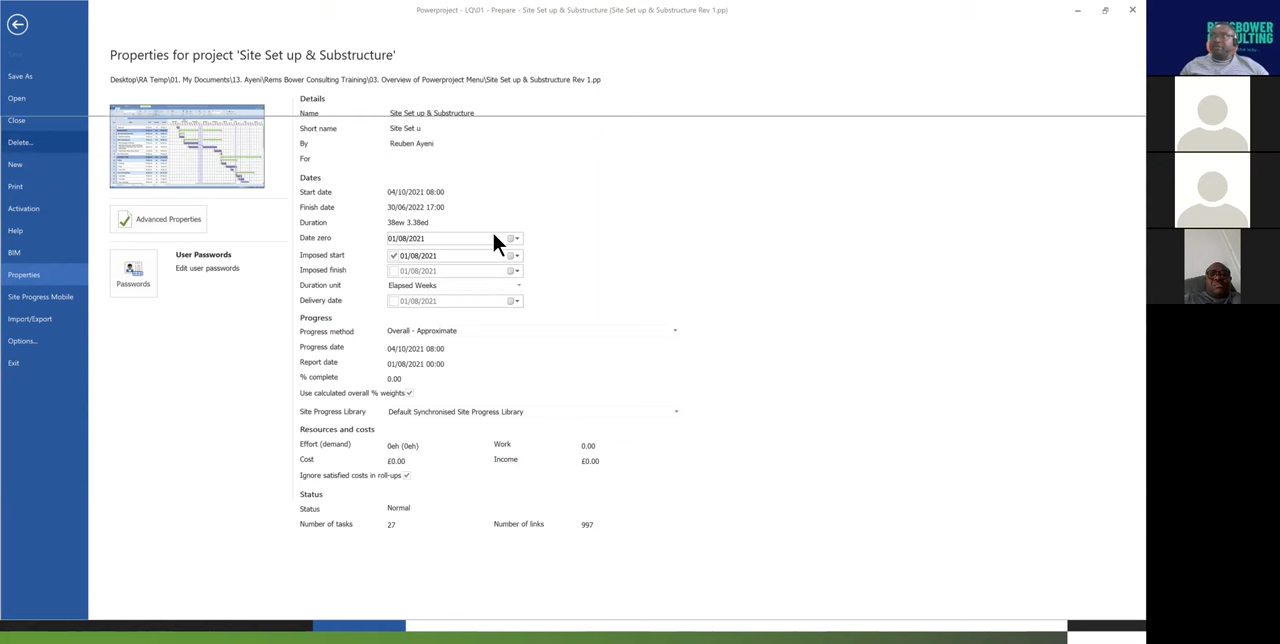 Powerproject - LQ\01 - Prepare - Site Set up & Substructure (Site Set up & Substructure Rev 1.pp)
Save
Save As
Open
Close
Delete...
New
Print
Activation
Help
BIM
Properties
Site Progress Mobile
Import/Export
Options...
Exit
Properties for project 'Site Set up & Substructure'
Desktop\RA Temp\01. My Documents\13. Ayeni\Rems Bower Consulting Training\03. Overview of Powerproject Menu\Site Set up & Substructure Rev 1.pp
Advanced Properties
Passwords
User Passwords
Edit user passwords
Details
Name Site Set up & Substructure
Short name Site Set u
By Reuben Ayeni
For
Dates
Start date 04/10/2021 08:00
Finish date 30/06/2022 17:00
Duration 38ew 3.38ed
Date zero 01/08/2021
Imposed start 01/08/2021
Imposed finish 01/08/2021
Duration unit Elapsed Weeks
Delivery date 01/08/2021
Progress
Progress method Overall - Approximate
Progress date 04/10/2021 08:00
Report date 01/08/2021 00:00
% complete 0.00
Use calculated overall % weights
Site Progress Library Default Synchronised Site Progress Library
Resources and costs
Effort (demand) 0eh (0eh) Work 0.00
Cost £0.00 Income £0.00
Ignore satisfied costs in roll-ups
Status
Status Normal
Number of tasks 27 Number of links 997